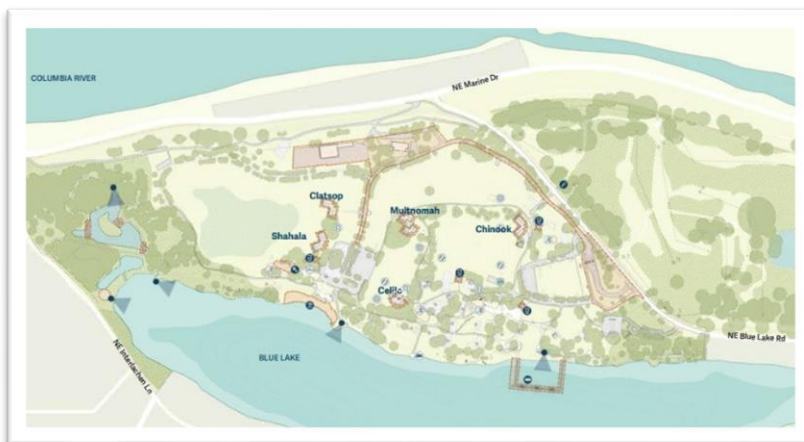 COLUMBIA RIVER
NE Marine Dr
Clatsop
Multnomah
Shahala
Chinook
Celilo
NE Blue Lake Rd
BLUE LAKE
NE Interlachen Ln